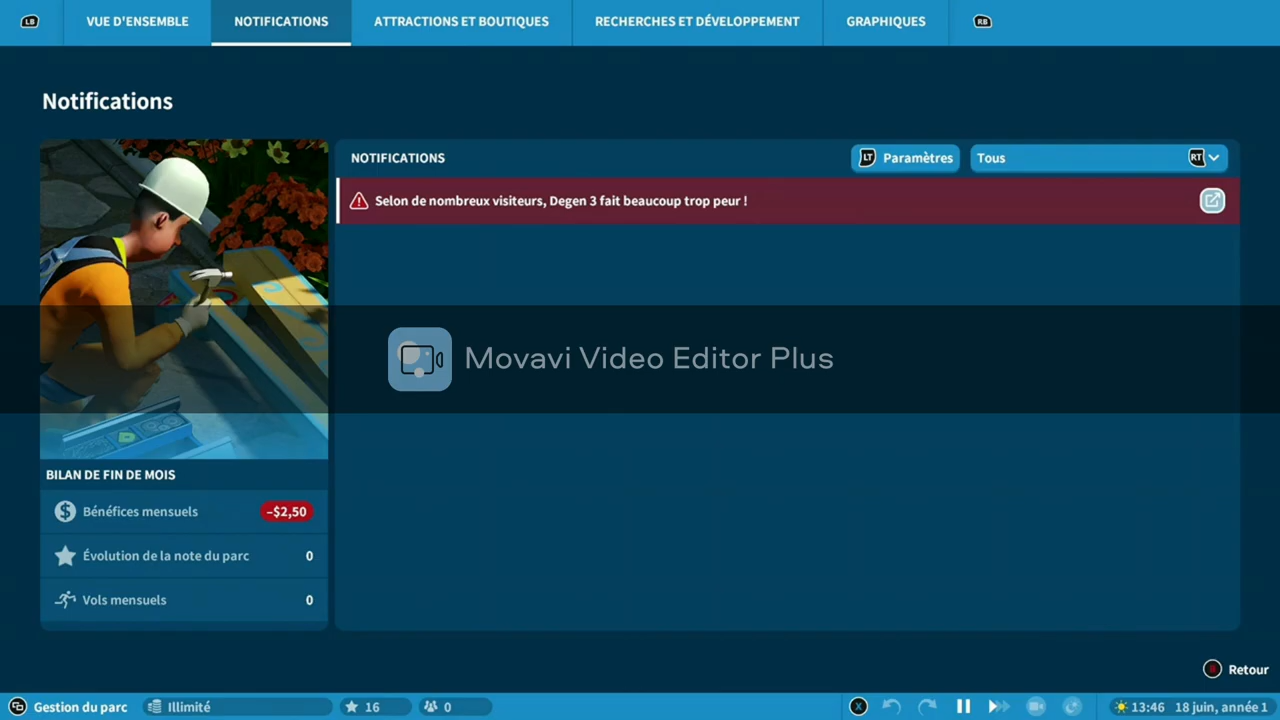 LB
VUE D'ENSEMBLE
NOTIFICATIONS
ATTRACTIONS ET BOUTIQUES
RECHERCHES ET DÉVELOPPEMENT
GRAPHIQUES
RB
Notifications
NOTIFICATIONS
LT Paramètres
Tous RT
Selon de nombreux visiteurs, Degen 3 fait beaucoup trop peur !
Movavi Video Editor Plus
BILAN DE FIN DE MOIS
Bénéfices mensuels -$2,50
Évolution de la note du parc 0
Vols mensuels 0
Retour
Gestion du parc
Illimité
16
0
X
13:46 18 juin, année 1